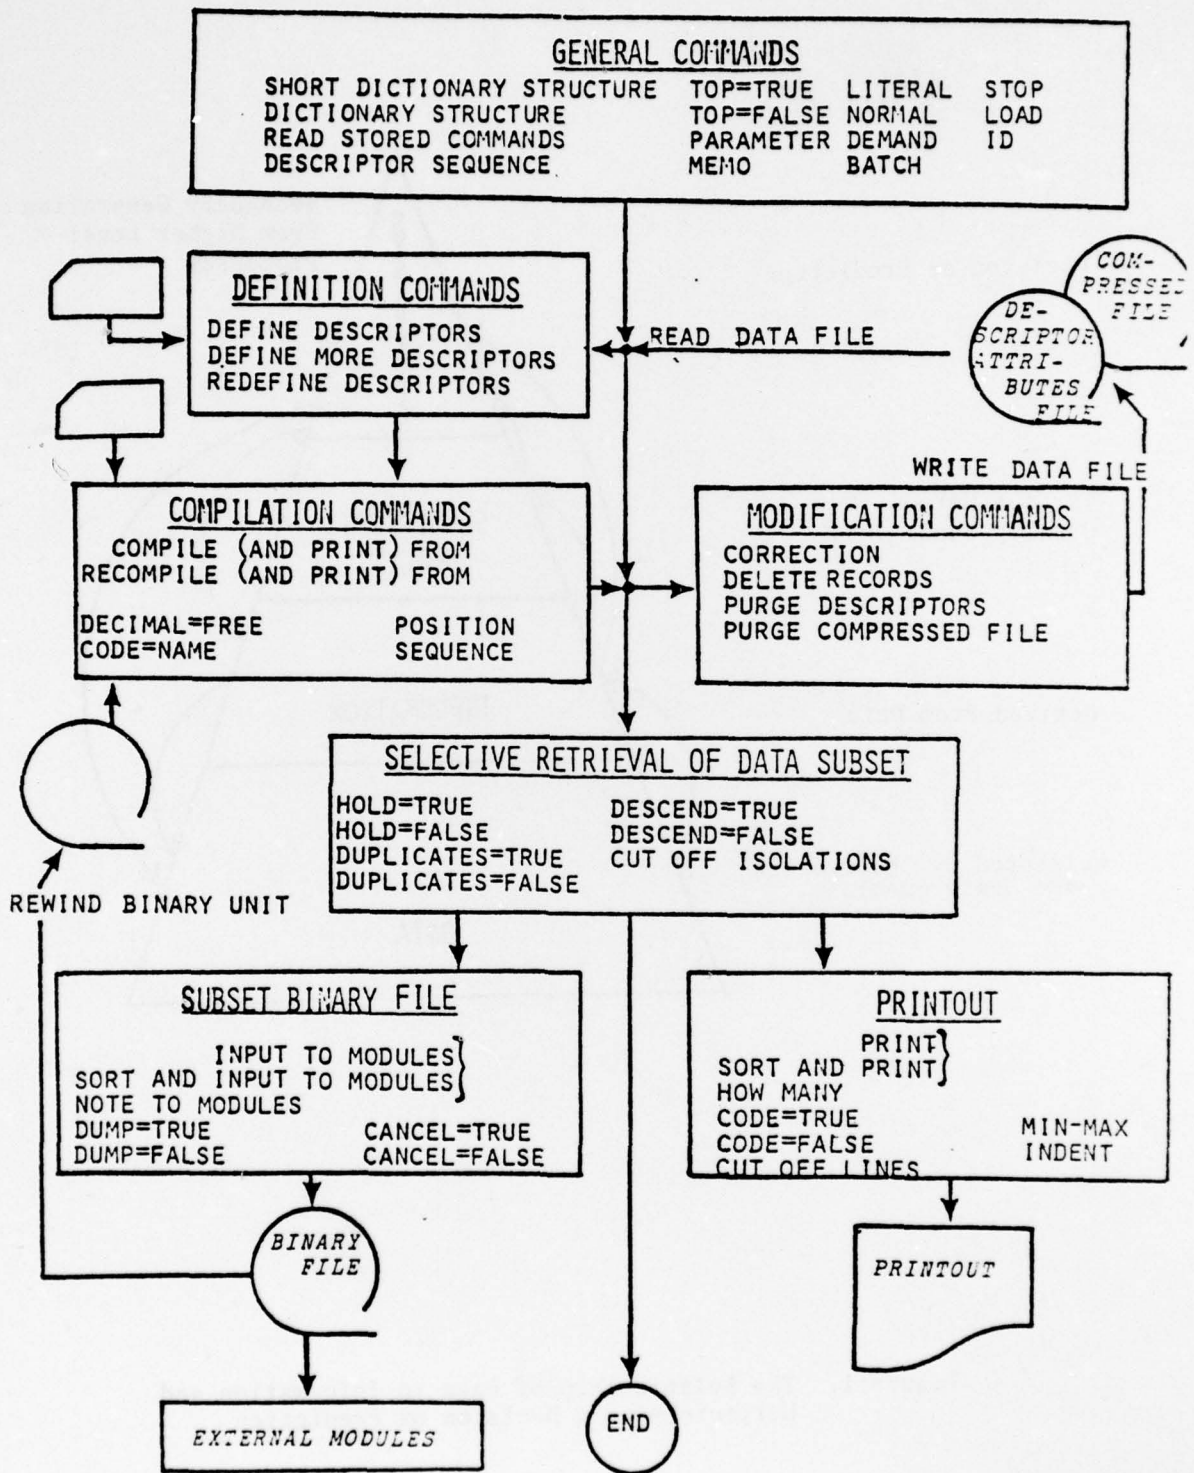 GENERAL COMMANDS
SHORT DICTIONARY STRUCTURE TOP=TRUE LITERAL STOP
DICTIONARY STRUCTURE TOP=FALSE NORMAL LOAD
READ STORED COMMANDS PARAMETER DEMAND ID
DESCRIPTOR SEQUENCE MEMO BATCH
DEFINITION COMMANDS
DEFINE DESCRIPTORS
DEFINE MORE DESCRIPTORS
REDEFINE DESCRIPTORS
READ DATA FILE
COM-
PRESSED
FILE
DE-
SCRIPTOR
ATTRI-
BUTES
FILE
WRITE DATA FILE
COMPILATION COMMANDS
COMPILE (AND PRINT) FROM
RECOMPILE (AND PRINT) FROM
DECIMAL=FREE POSITION
CODE=NAME SEQUENCE
MODIFICATION COMMANDS
CORRECTION
DELETE RECORDS
PURGE DESCRIPTORS
PURGE COMPRESSED FILE
SELECTIVE RETRIEVAL OF DATA SUBSET
HOLD=TRUE DESCEND=TRUE
HOLD=FALSE DESCEND=FALSE
DUPLICATES=TRUE CUT OFF ISOLATIONS
DUPLICATES=FALSE
REWIND BINARY UNIT
SUBSET BINARY FILE
INPUT TO MODULES}
SORT AND INPUT TO MODULES}
NOTE TO MODULES
DUMP=TRUE CANCEL=TRUE
DUMP=FALSE CANCEL=FALSE
PRINTOUT
PRINT}
SORT AND PRINT}
HOW MANY
CODE=TRUE MIN-MAX
CODE=FALSE INDENT
CUT OFF LINES
BINARY
FILE
PRINTOUT
EXTERNAL MODULES
END